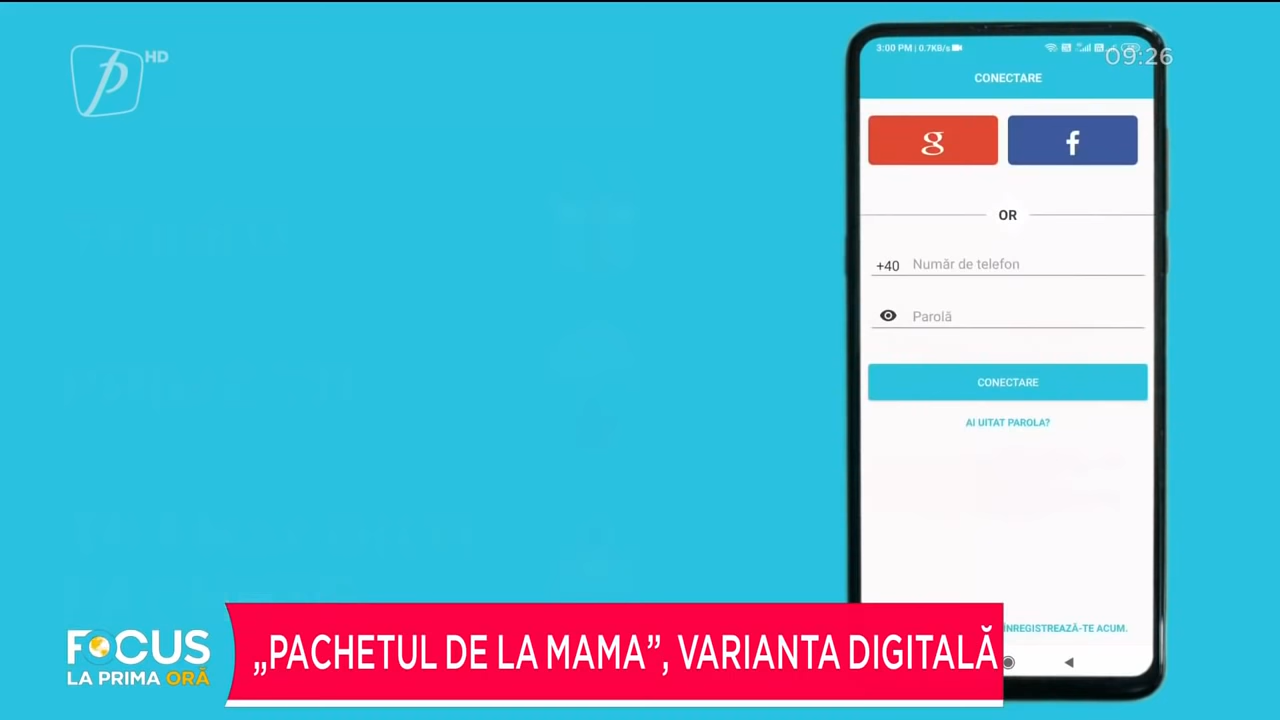 HD
3:00 PM | 0.7KB/s
09:26
CONECTARE
g
f
OR
+40 Număr de telefon
Parolă
CONECTARE
AI UITAT PAROLA?
ÎNREGISTREAZĂ-TE ACUM.
FOCUS
LA PRIMA ORĂ
„PACHETUL DE LA MAMA”, VARIANTA DIGITALĂ